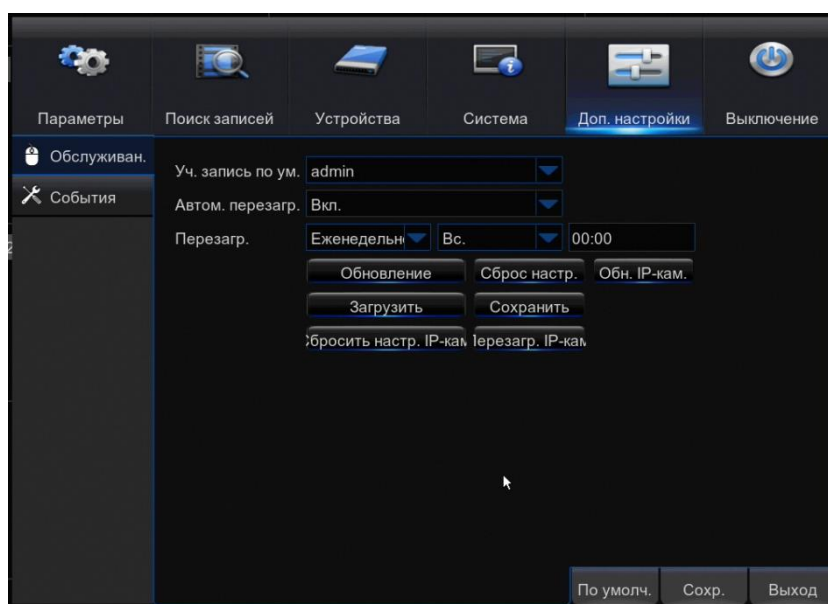 Параметры Поиск записей Устройства Система Доп. настройки Выключение
Обслуживан.
События
Уч. запись по ум. admin
Автом. перезагр. Вкл.
Перезагр. Еженедельн Вс. 00:00
Обновление Сброс настр. Обн. IP-кам.
Загрузить Сохранить
Сбросить настр. IP-кам Перезагр. IP-кам
По умолч. Сохр. Выход